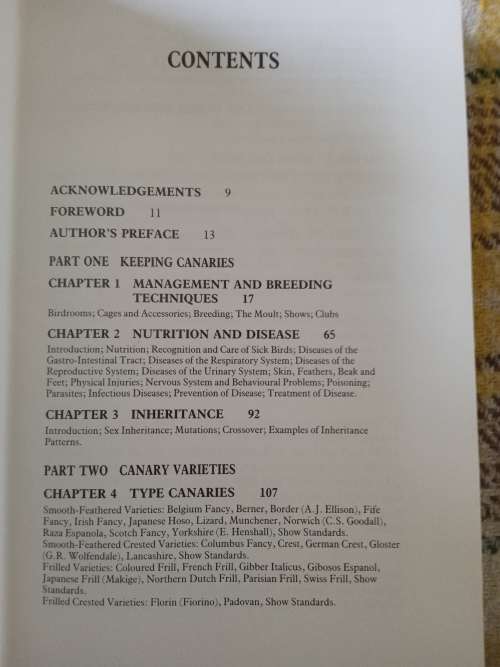 CONTENTS
ACKNOWLEDGEMENTS 9
FOREWORD 11
AUTHOR'S PREFACE 13
PART ONE KEEPING CANARIES
CHAPTER 1 MANAGEMENT AND BREEDING
TECHNIQUES 17
Birdrooms; Cages and Accessories; Breeding; The Moult; Shows; Clubs
CHAPTER 2 NUTRITION AND DISEASE 65
Introduction; Nutrition; Recognition and Care of Sick Birds; Diseases of the
Gastro-Intestinal Tract; Diseases of the Respiratory System; Diseases of the
Reproductive System; Diseases of the Urinary System; Skin, Feathers, Beak and
Feet; Physical Injuries; Nervous System and Behavioural Problems; Poisoning;
Parasites; Infectious Diseases; Prevention of Disease; Treatment of Disease.
CHAPTER 3 INHERITANCE 92
Introduction; Sex Inheritance; Mutations; Crossover; Examples of Inheritance
Patterns.
PART TWO CANARY VARIETIES
CHAPTER 4 TYPE CANARIES 107
Smooth-Feathered Varieties: Belgium Fancy, Berner, Border (A.J. Ellison), Fife
Fancy, Irish Fancy, Japanese Hoso, Lizard, Munchener, Norwich (C.S. Goodall),
Raza Espanola, Scotch Fancy, Yorkshire (E. Henshall), Show Standards.
Smooth-Feathered Crested Varieties: Columbus Fancy, Crest, German Crest, Gloster
(G.R. Wolfendale), Lancashire, Show Standards.
Frilled Varieties: Coloured Frill, French Frill, Gibber Italicus, Gibosos Espanol,
Japanese Frill (Makige), Northern Dutch Frill, Parisian Frill, Swiss Frill, Show
Standards.
Frilled Crested Varieties: Florin (Fiorino), Padovan, Show Standards.